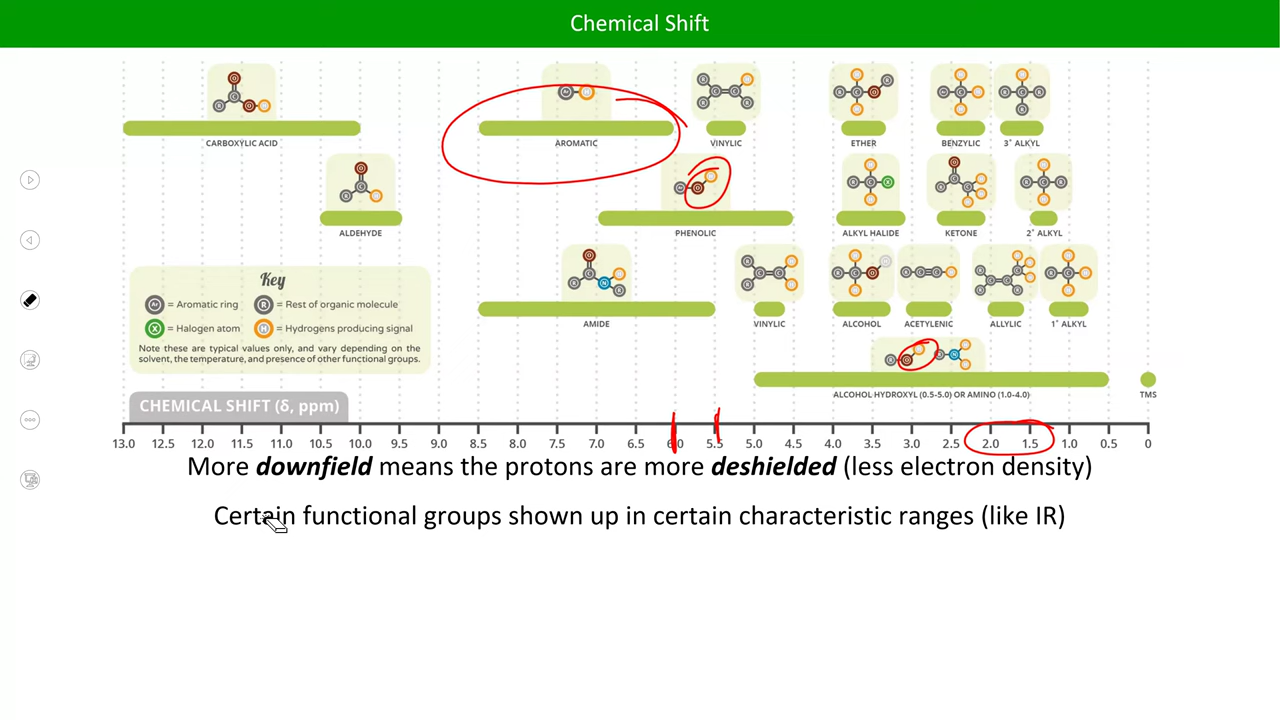 Chemical Shift
CARBOXYLIC ACID
AROMATIC
VINYLIC
ETHER
BENZYLIC
3° ALKYL
ALDEHYDE
PHENOLIC
ALKYL HALIDE
KETONE
2° ALKYL
Key
Ar = Aromatic ring
R = Rest of organic molecule
X = Halogen atom
H = Hydrogens producing signal
Note these are typical values only, and vary depending on the
solvent, the temperature, and presence of other functional groups.
AMIDE
VINYLIC
ALCOHOL
ACETYLENIC
ALLYLIC
1° ALKYL
ALCOHOL HYDROXYL (0.5-5.0) OR AMINO (1.0-4.0)
TMS
CHEMICAL SHIFT (δ, ppm)
13.0 12.5 12.0 11.5 11.0 10.5 10.0 9.5 9.0 8.5 8.0 7.5 7.0 6.5 6.0 5.5 5.0 4.5 4.0 3.5 3.0 2.5 2.0 1.5 1.0 0.5 0
More downfield means the protons are more deshielded (less electron density)
Certain functional groups shown up in certain characteristic ranges (like IR)